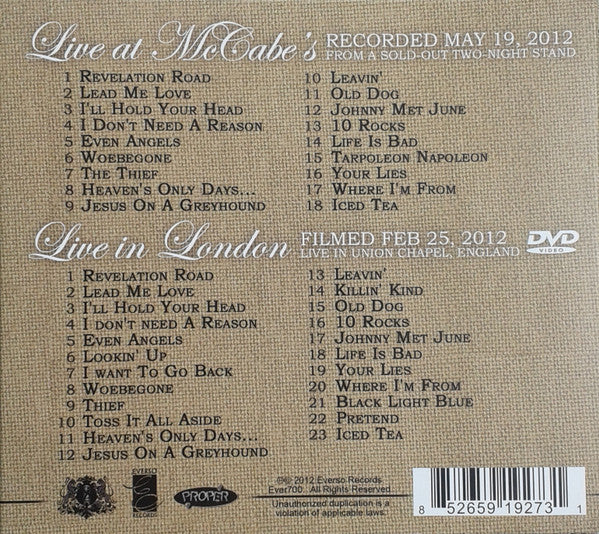 Live at McCabe's RECORDED MAY 19, 2012
FROM A SOLD-OUT TWO-NIGHT STAND
1 REVELATION ROAD
2 LEAD ME LOVE
3 I'LL HOLD YOUR HEAD
4 I DON'T NEED A REASON
5 EVEN ANGELS
6 WOEBEGONE
7 THE THIEF
8 HEAVEN'S ONLY DAYS...
9 JESUS ON A GREYHOUND
10 LEAVIN'
11 OLD DOG
12 JOHNNY MET JUNE
13 10 ROCKS
14 LIFE IS BAD
15 TARPOLEON NAPOLEON
16 YOUR LIES
17 WHERE I'M FROM
18 ICED TEA
Live in London FILMED FEB 25, 2012
LIVE IN UNION CHAPEL, ENGLAND
DVD
VIDEO
1 REVELATION ROAD
2 LEAD ME LOVE
3 I'LL HOLD YOUR HEAD
4 I DON'T NEED A REASON
5 EVEN ANGELS
6 LOOKIN' UP
7 I WANT TO GO BACK
8 WOEBEGONE
9 THIEF
10 TOSS IT ALL ASIDE
11 HEAVEN'S ONLY DAYS...
12 JESUS ON A GREYHOUND
13 LEAVIN'
14 KILLIN' KIND
15 OLD DOG
16 10 ROCKS
17 JOHNNY MET JUNE
18 LIFE IS BAD
19 YOUR LIES
20 WHERE I'M FROM
21 BLACK LIGHT BLUE
22 PRETEND
23 ICED TEA
EVERSO
RECORDS
PROPER
℗© 2012 Everso Records
Ever700. All Rights Reserved.
Unauthorized duplication is a
violation of applicable laws.
8 52659 19273 1